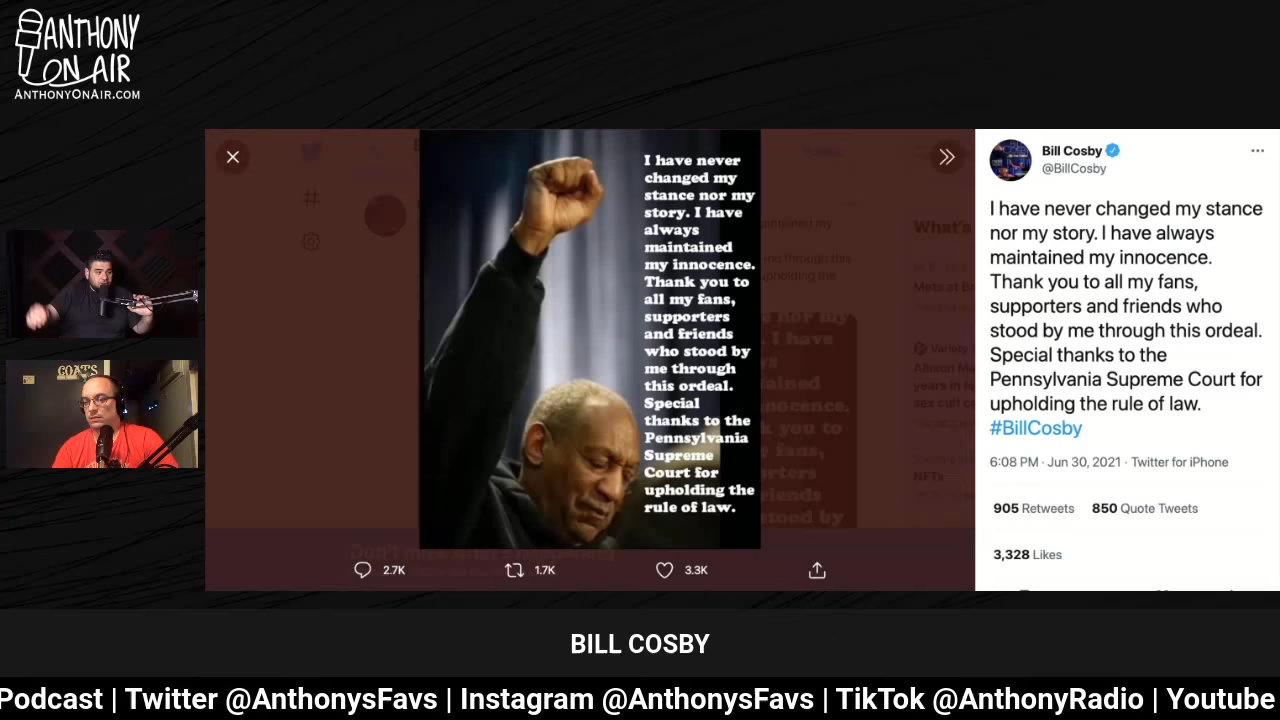 ANTHONY
ON AIR
ANTHONYONAIR.COM
GOATS
I have never
changed my
stance nor my
story. I have
always
maintained
my innocence.
Thank you to
all my fans,
supporters
and friends
who stood by
me through
this ordeal.
Special
thanks to the
Pennsylvania
Supreme
Court for
upholding the
rule of law.
2.7K
1.7K
3.3K
What's
Bill Cosby
@BillCosby
I have never changed my stance
nor my story. I have always
maintained my innocence.
Thank you to all my fans,
supporters and friends who
stood by me through this ordeal.
Special thanks to the
Pennsylvania Supreme Court for
upholding the rule of law.
#BillCosby
6:08 PM · Jun 30, 2021 · Twitter for iPhone
905 Retweets 850 Quote Tweets
3,328 Likes
BILL COSBY
Podcast | Twitter @AnthonysFavs | Instagram @AnthonysFavs | TikTok @AnthonyRadio | Youtube